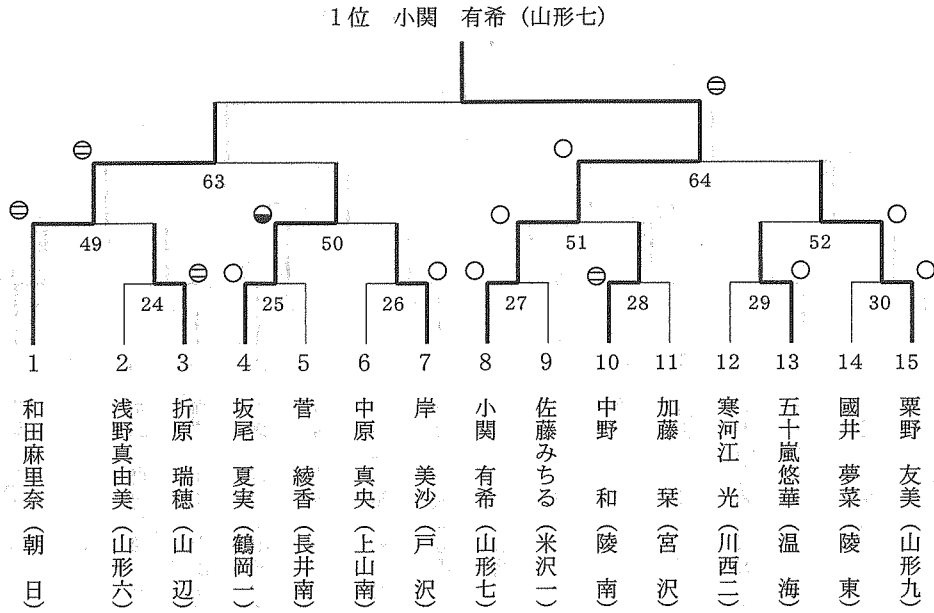 1位 小関 有希(山形七)
63
64
49
50
51
52
24
25
26
27
28
29
30
1 2 3 4 5 6 7 8 9 10 11 12 13 14 15
和田麻里奈(朝日)
浅野真由美(山形六)
折原 瑞穂(山辺)
坂尾 夏実(鶴岡一)
菅 綾香(長井南)
中原 真央(上山南)
岸 美沙(戸沢)
小関 有希(山形七)
佐藤みちる(米沢一)
中野 和(陵南)
加藤 栞(宮沢)
寒河江 光(川西二)
五十嵐悠華(温海)
國井 夢菜(陵東)
粟野 友美(山形九)